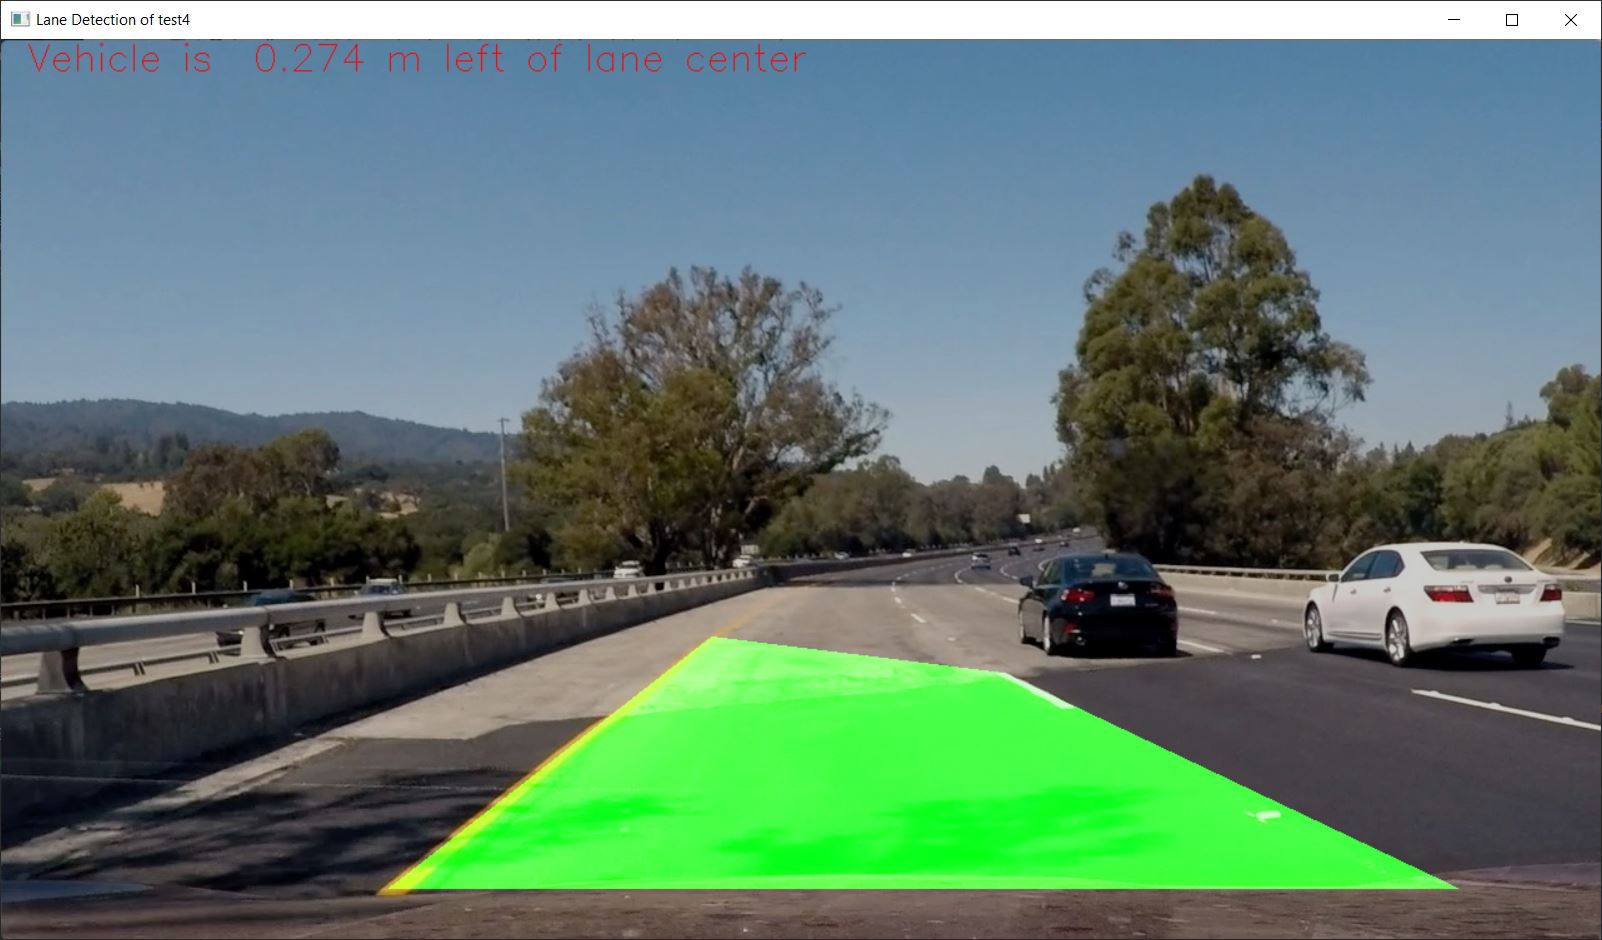 Lane Detection of test4
Vehicle is  0.274 m left of lane center